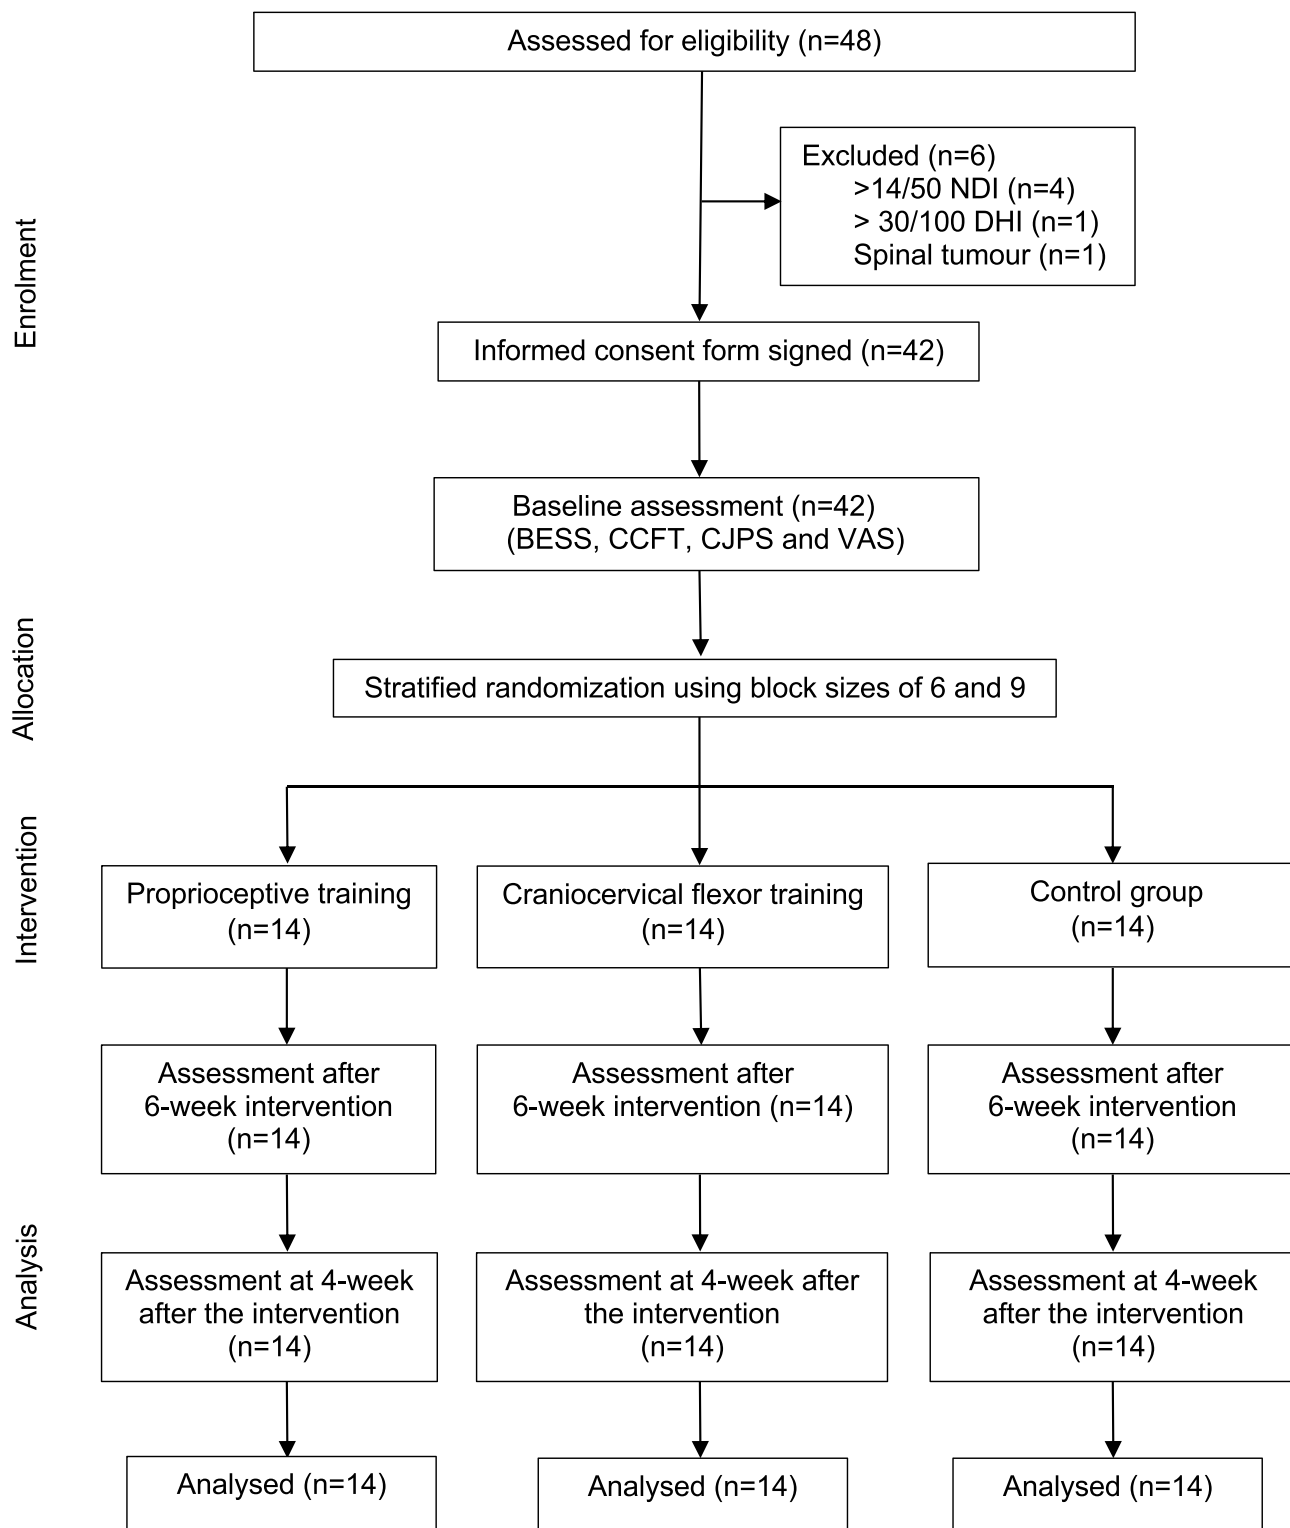 Assessed for eligibility (n=48)
Excluded (n=6)
>14/50 NDI (n=4)
> 30/100 DHI (n=1)
Spinal tumour (n=1)
Enrolment
Informed consent form signed (n=42)
Baseline assessment (n=42)
(BESS, CCFT, CJPS and VAS)
Allocation
Stratified randomization using block sizes of 6 and 9
Intervention
Proprioceptive training
(n=14)
Craniocervical flexor training
(n=14)
Control group
(n=14)
Assessment after
6-week intervention
(n=14)
Assessment after
6-week intervention (n=14)
Assessment after
6-week intervention
(n=14)
Analysis
Assessment at 4-week
after the intervention
(n=14)
Assessment at 4-week after
the intervention
(n=14)
Assessment at 4-week
after the intervention
(n=14)
Analysed (n=14)
Analysed (n=14)
Analysed (n=14)